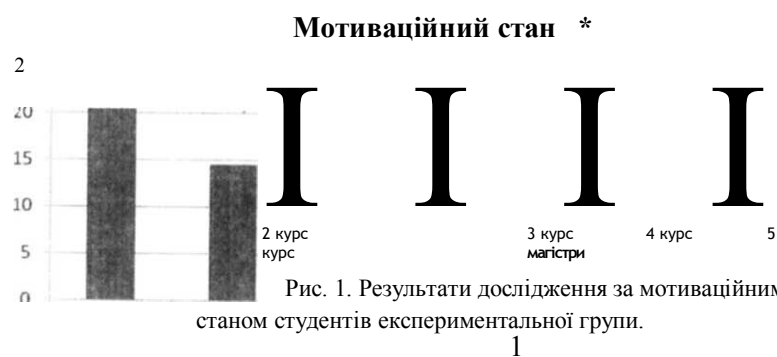 Мотиваційний стан *
2
20
15
10
5
0
I I I I
2 курс 3 курс 4 курс 5
курс магістри
Рис. 1. Результати дослідження за мотиваційним
станом студентів експериментальної групи.
1